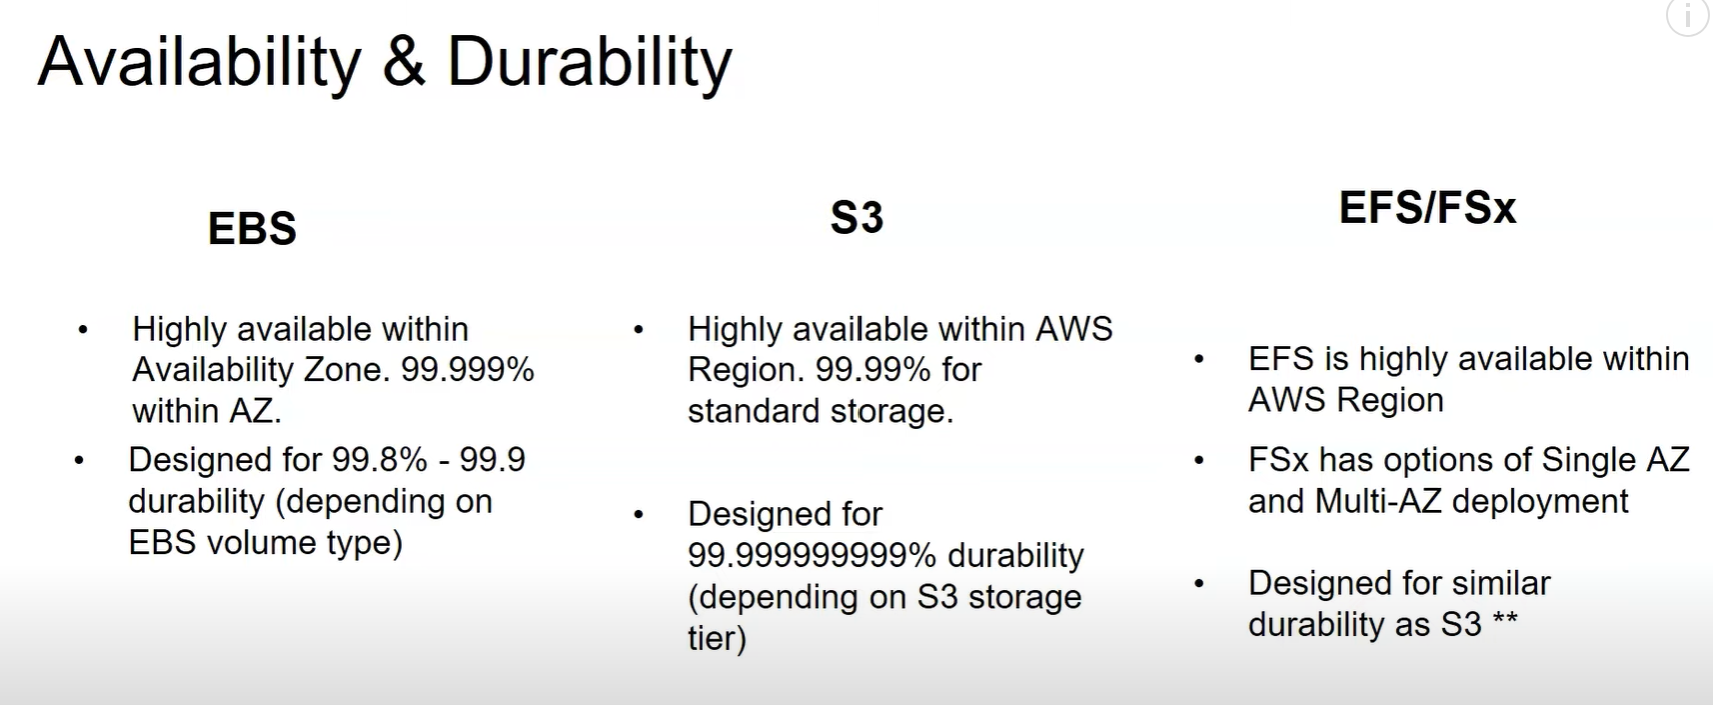 Availability & Durability
EBS
• Highly available within
Availability Zone. 99.999%
within AZ.
• Designed for 99.8% - 99.9
durability (depending on
EBS volume type)
S3
• Highly available within AWS
Region. 99.99% for
standard storage.
• Designed for
99.999999999% durability
(depending on S3 storage
tier)
EFS/FSx
• EFS is highly available within
AWS Region
• FSx has options of Single AZ
and Multi-AZ deployment
• Designed for similar
durability as S3 **